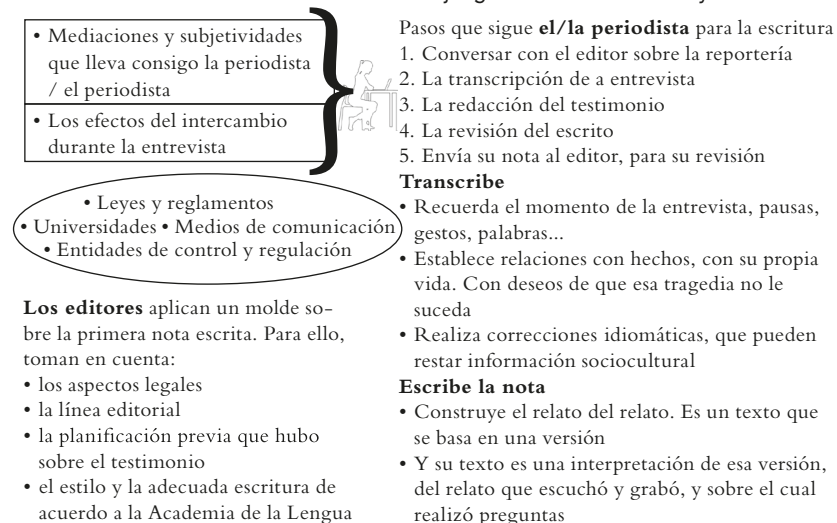 • Mediaciones y subjetividades
que lleva consigo la periodista
/ el periodista
• Los efectos del intercambio
durante la entrevista
• Leyes y reglamentos
• Universidades • Medios de comunicación
• Entidades de control y regulación
Los editores aplican un molde so-
bre la primera nota escrita. Para ello,
toman en cuenta:
• los aspectos legales
• la línea editorial
• la planificación previa que hubo
sobre el testimonio
• el estilo y la adecuada escritura de
acuerdo a la Academia de la Lengua
Pasos que sigue el/la periodista para la escritura
1. Conversar con el editor sobre la reportería
2. La transcripción de a entrevista
3. La redacción del testimonio
4. La revisión del escrito
5. Envía su nota al editor, para su revisión
Transcribe
• Recuerda el momento de la entrevista, pausas,
gestos, palabras...
• Establece relaciones con hechos, con su propia
vida. Con deseos de que esa tragedia no le
suceda
• Realiza correcciones idiomáticas, que pueden
restar información sociocultural
Escribe la nota
• Construye el relato del relato. Es un texto que
se basa en una versión
• Y su texto es una interpretación de esa versión,
del relato que escuchó y grabó, y sobre el cual
realizó preguntas